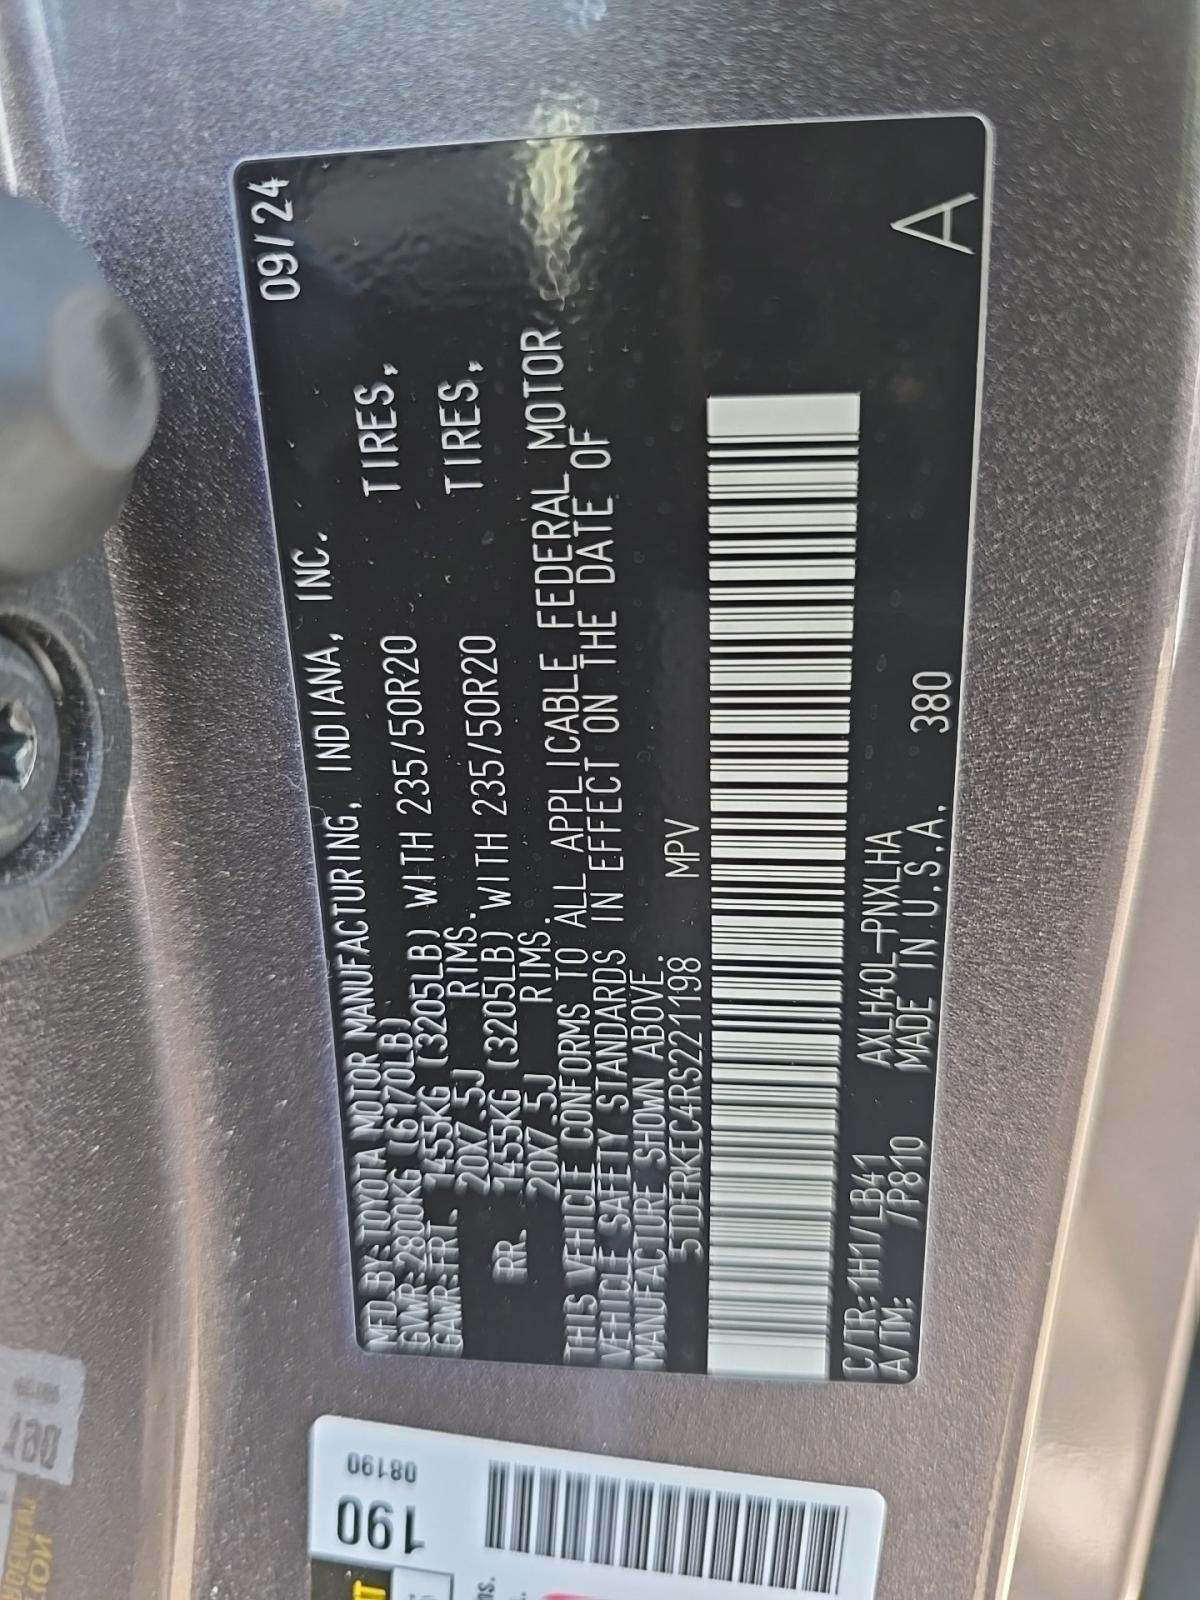 09/24
MFD BY: TOYOTA MOTOR MANUFACTURING, INDIANA, INC.
GVWR: 2800KG (6170LB)
GAWR: FRT. 1455KG (3205LB) WITH 235/50R20 TIRES,
20X7.5J RIMS.
RR. 1455KG (3205LB) WITH 235/50R20 TIRES,
20X7.5J RIMS.
THIS VEHICLE CONFORMS TO ALL APPLICABLE FEDERAL MOTOR
VEHICLE SAFETY STANDARDS IN EFFECT ON THE DATE OF
MANUFACTURE SHOWN ABOVE.
5TDERKEC4RS221198 MPV
C/TR: 1H1/LB41 AXLH40L-PNXLHA
A/TM: /P810 MADE IN U.S.A. 380
A
08190
190